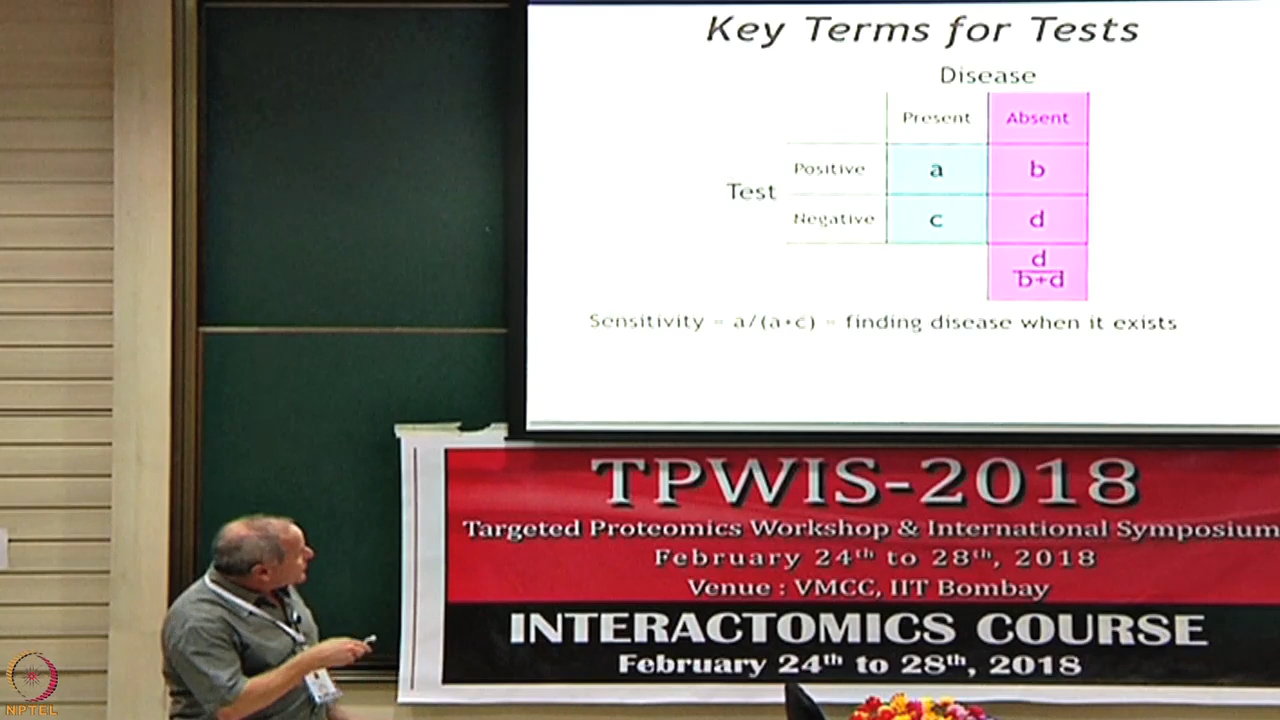 Key Terms for Tests
Disease
Present Absent
Positive a b
Test
Negative c d
d
b+d
Sensitivity = a/(a+c) = finding disease when it exists
TPWIS-2018
Targeted Proteomics Workshop & International Symposium
February 24th to 28th, 2018
Venue : VMCC, IIT Bombay
INTERACTOMICS COURSE
February 24th to 28th, 2018
NPTEL